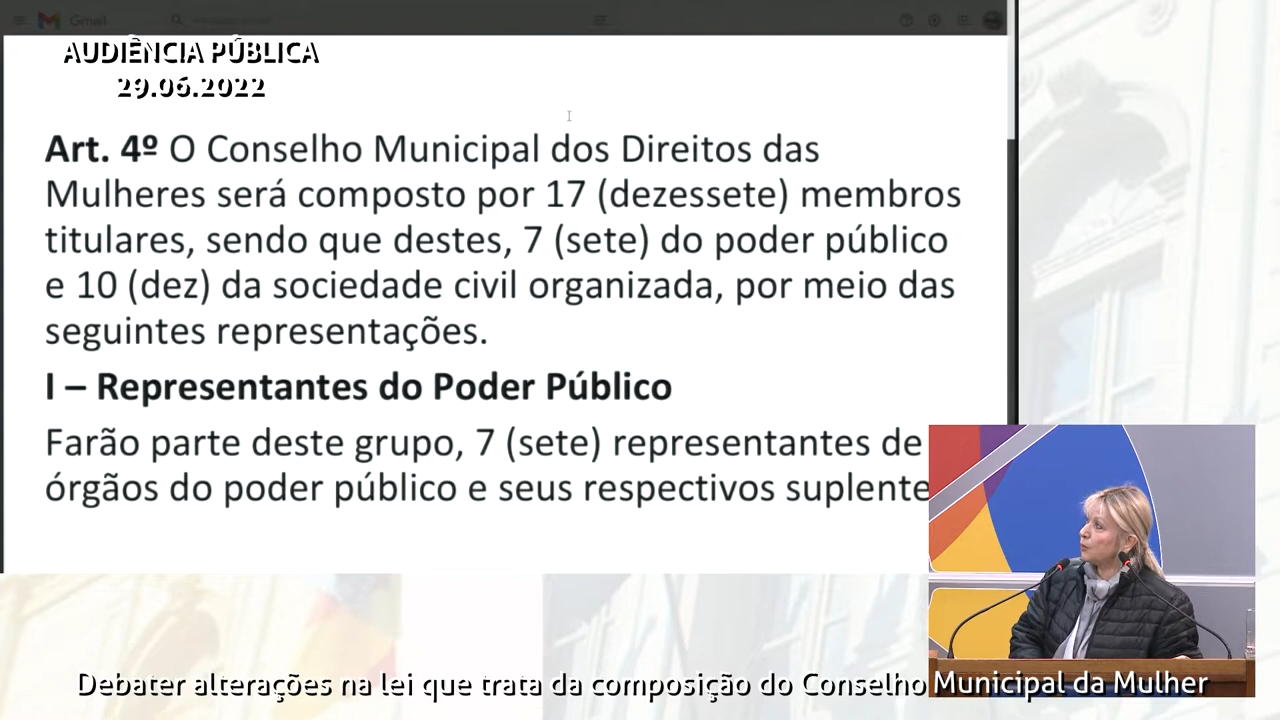 Gmail
AUDIÊNCIA PÚBLICA
29.06.2022
Art. 4º O Conselho Municipal dos Direitos das
Mulheres será composto por 17 (dezessete) membros
titulares, sendo que destes, 7 (sete) do poder público
e 10 (dez) da sociedade civil organizada, por meio das
seguintes representações.
I – Representantes do Poder Público
Farão parte deste grupo, 7 (sete) representantes de
órgãos do poder público e seus respectivos suplente
Debater alterações na lei que trata da composição do Conselho Municipal da Mulher